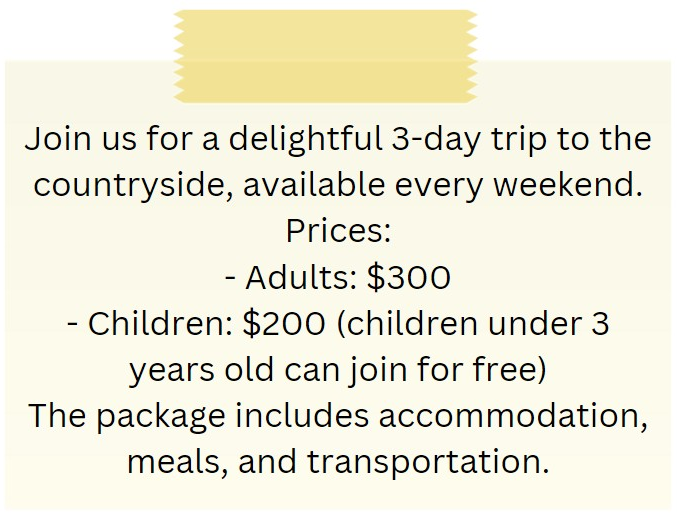 Join us for a delightful 3-day trip to the
countryside, available every weekend.
Prices:
- Adults: $300
- Children: $200 (children under 3
years old can join for free)
The package includes accommodation,
meals, and transportation.